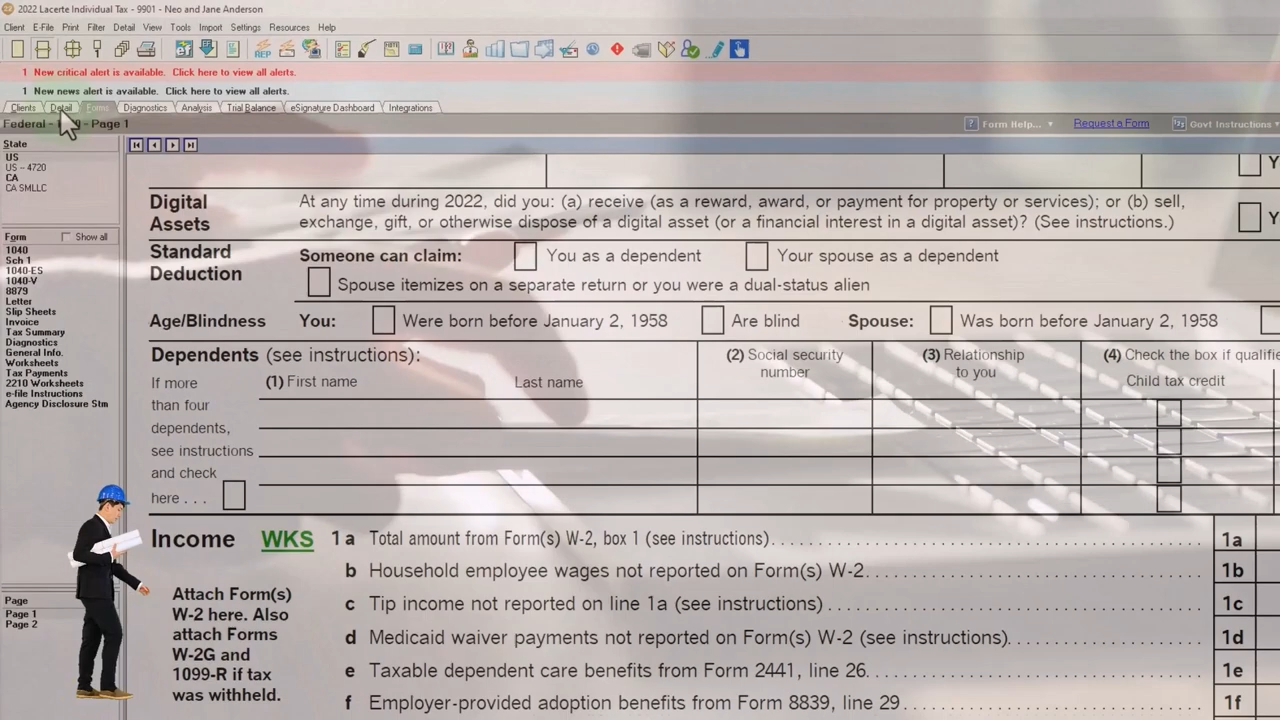 2022 Lacerte Individual Tax - 9901 - Neo and Jane Anderson
Client E-File Print Filter Detail View Tools Import Settings Resources Help
REP
1 New critical alert is available. Click here to view all alerts.
1 New news alert is available. Click here to view all alerts.
Clients Detail Forms Diagnostics Analysis Trial Balance eSignature Dashboard Integrations
Federal - - Page 1 ? Form Help... Request a Form Govt Instructions
State
US
US - 4720
CA
CA SMLLC
Form Show all
1040
Sch 1
1040-ES
1040-V
8879
Letter
Slip Sheets
Invoice
Tax Summary
Diagnostics
General Info.
Worksheets
Tax Payments
2210 Worksheets
e-file Instructions
Agency Disclosure Stm
Page
Page 1
Page 2
Y
Digital Assets
At any time during 2022, did you: (a) receive (as a reward, award, or payment for property or services); or (b) sell,
exchange, gift, or otherwise dispose of a digital asset (or a financial interest in a digital asset)? (See instructions.)
Y
Standard Deduction
Someone can claim: You as a dependent Your spouse as a dependent
Spouse itemizes on a separate return or you were a dual-status alien
Age/Blindness You: Were born before January 2, 1958 Are blind Spouse: Was born before January 2, 1958
Dependents (see instructions):
(2) Social security number
(3) Relationship to you
(4) Check the box if qualifie
(1) First name Last name
Child tax credit
If more
than four
dependents,
see instructions
and check
here . . .
Income WKS
1a Total amount from Form(s) W-2, box 1 (see instructions) 1a
b Household employee wages not reported on Form(s) W-2 1b
c Tip income not reported on line 1a (see instructions) 1c
d Medicaid waiver payments not reported on Form(s) W-2 (see instructions) 1d
e Taxable dependent care benefits from Form 2441, line 26 1e
f Employer-provided adoption benefits from Form 8839, line 29 1f
Attach Form(s)
W-2 here. Also
attach Forms
W-2G and
1099-R if tax
was withheld.